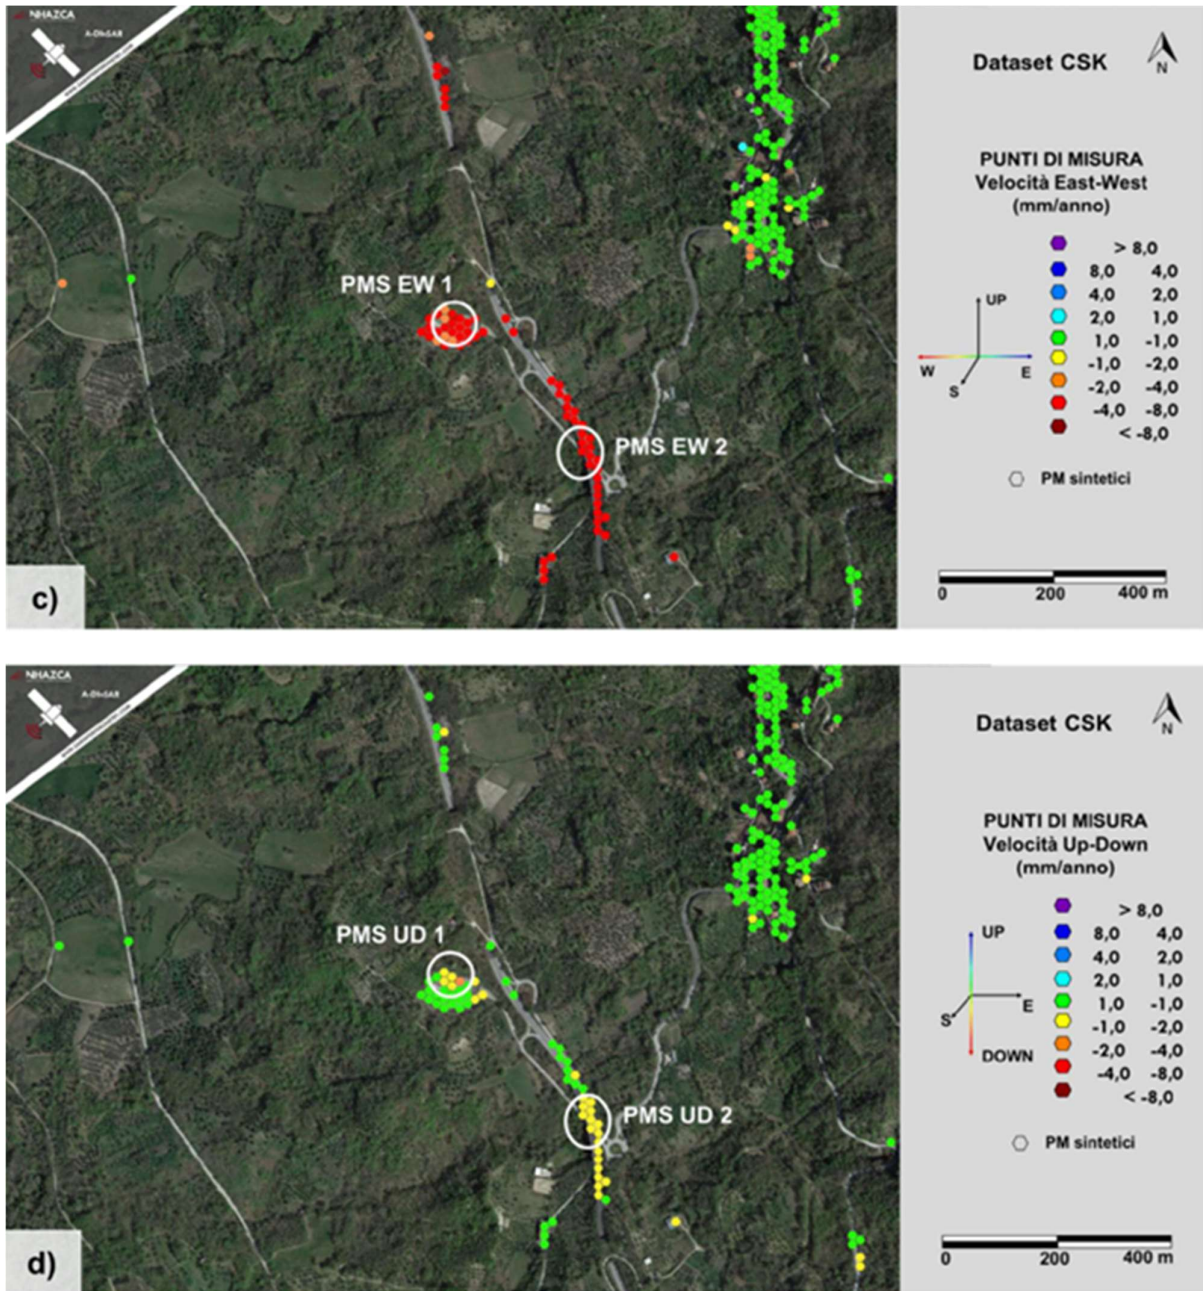 NHAZCA
A-DInSAR
Dataset CSK
N
PUNTI DI MISURA
Velocità East-West
(mm/anno)
> 8,0
8,0 4,0
4,0 2,0
2,0 1,0
1,0 -1,0
-1,0 -2,0
-2,0 -4,0
-4,0 -8,0
< -8,0
UP
W
E
S
PM sintetici
0 200 400 m
PMS EW 1
PMS EW 2
c)
NHAZCA
A-DInSAR
Dataset CSK
N
PUNTI DI MISURA
Velocità Up-Down
(mm/anno)
> 8,0
8,0 4,0
4,0 2,0
2,0 1,0
1,0 -1,0
-1,0 -2,0
-2,0 -4,0
-4,0 -8,0
< -8,0
UP
S
E
DOWN
PM sintetici
0 200 400 m
PMS UD 1
PMS UD 2
d)